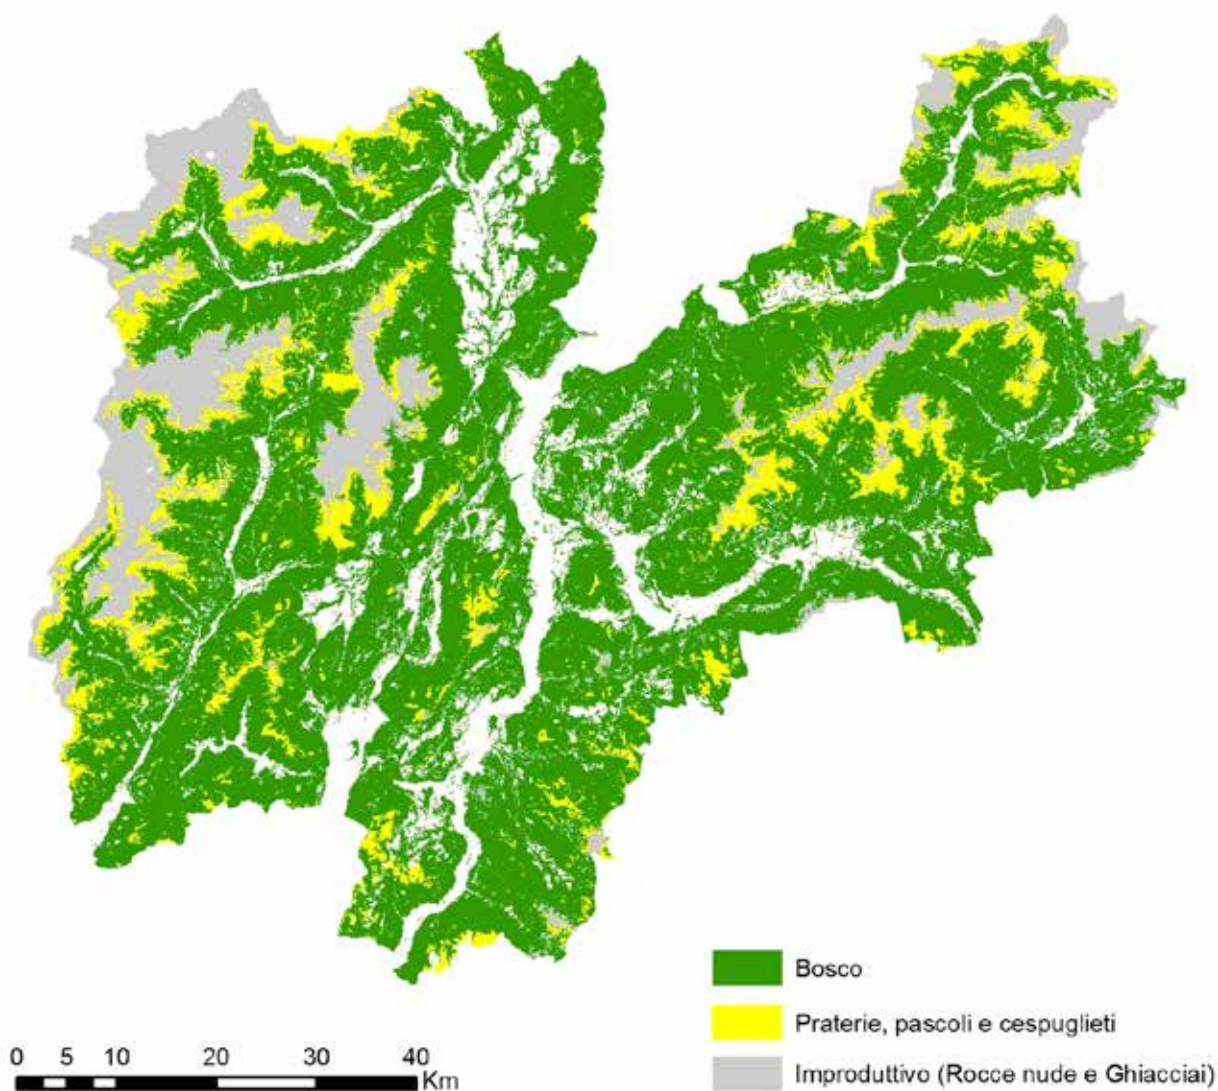 Bosco
Praterie, pascoli e cespuglieti
Improduttivo (Rocce nude e Ghiacciai)
0 5 10 20 30 40
Km